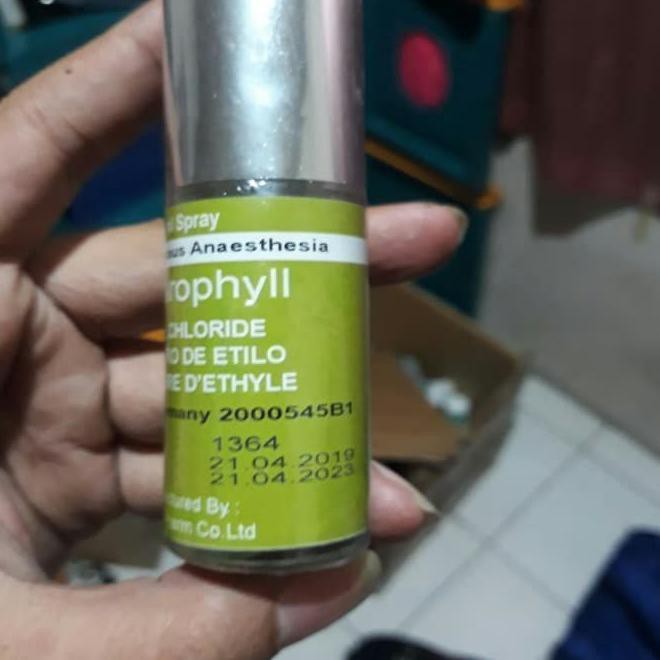 Spray
Anaesthesia
rophyll
CHLORIDE
DE ETILO
D'ETHYLE
many 2000545B1
1364
21.04.2019
21.04.2023
tured By :
arm Co.Ltd